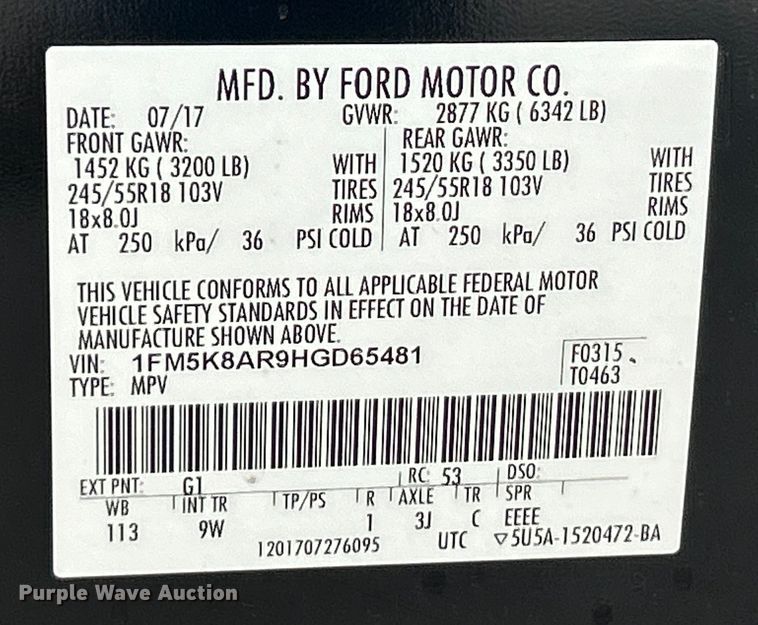 MFD. BY FORD MOTOR CO.
DATE: 07/17 GVWR: 2877 KG ( 6342 LB)
FRONT GAWR: REAR GAWR:
1452 KG ( 3200 LB) WITH 1520 KG ( 3350 LB) WITH
245/55R18 103V TIRES 245/55R18 103V TIRES
18x8.0J RIMS 18x8.0J RIMS
AT 250 kPa/ 36 PSI COLD AT 250 kPa/ 36 PSI COLD
THIS VEHICLE CONFORMS TO ALL APPLICABLE FEDERAL MOTOR
VEHICLE SAFETY STANDARDS IN EFFECT ON THE DATE OF
MANUFACTURE SHOWN ABOVE.
VIN: 1FM5K8AR9HGD65481 F0315
TYPE: MPV T0463
EXT PNT: G1 RC: 53 DSO:
WB INT TR TP/PS R AXLE TR SPR
113 9W 1 3J C EEEE
1201707276095 UTC ▽5U5A-1520472-BA
Purple Wave Auction